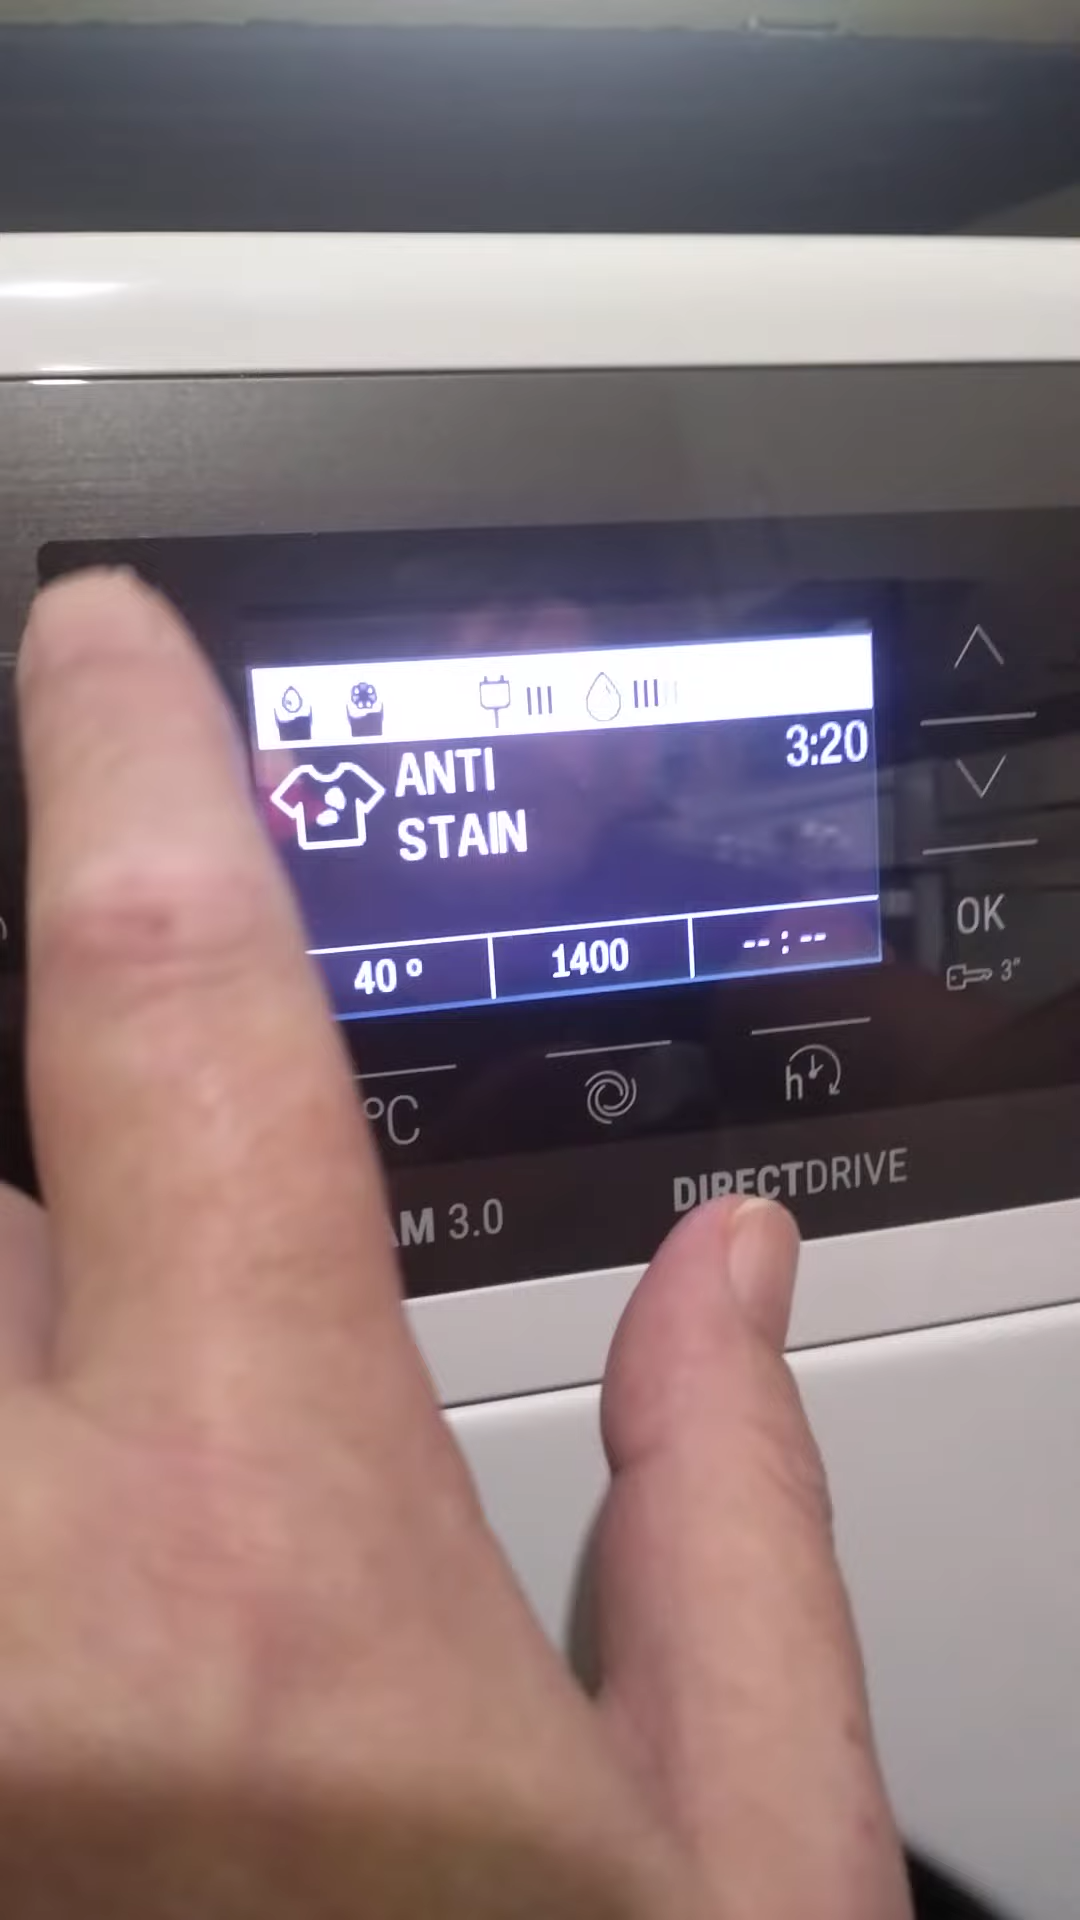 ANTI
STAIN
3:20
40°
1400
--:--
OK
3"
°C
h
AM 3.0
DIRECTDRIVE